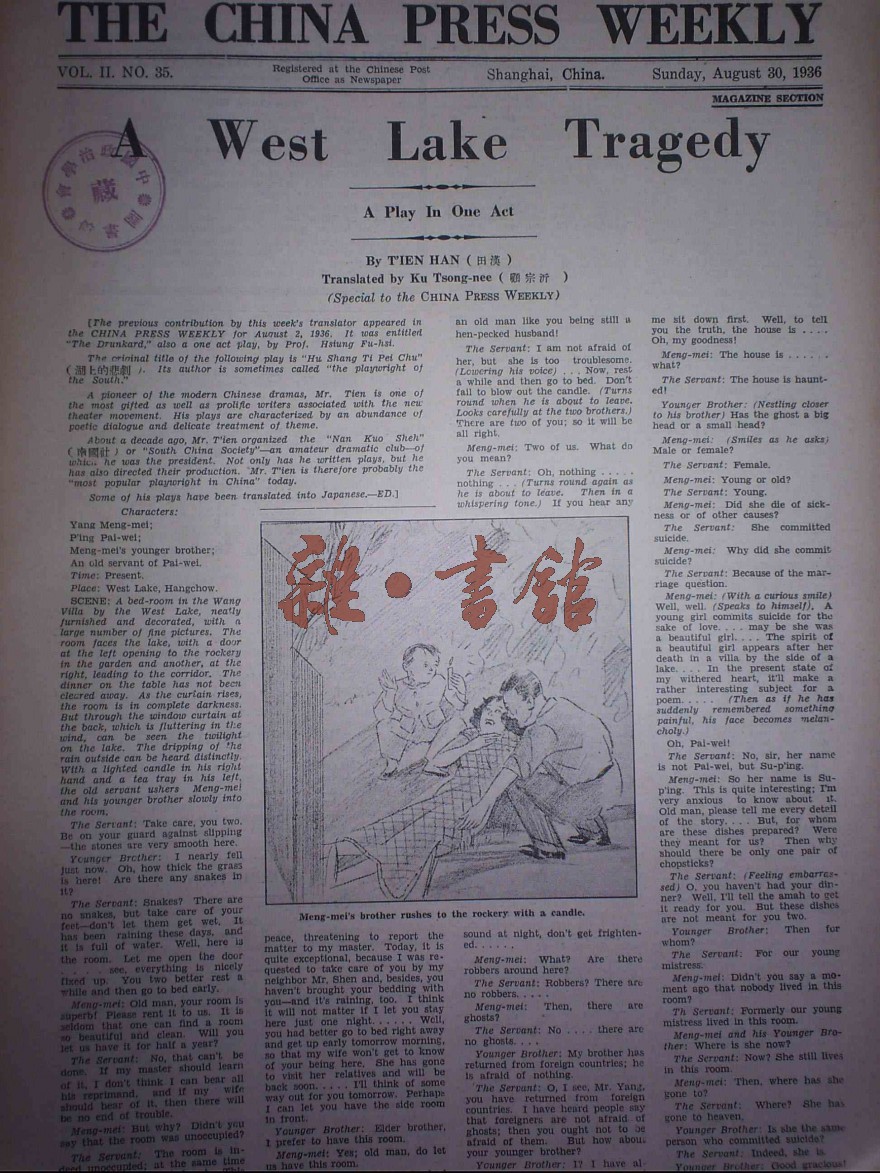 THE CHINA PRESS WEEKLY
VOL. II. NO. 35.
Registered at the Chinese Post
Office as Newspaper
Shanghai, China.
Sunday, August 30, 1936
MAGAZINE SECTION
A West Lake Tragedy
A Play In One Act
By T'IEN HAN ( 田漢 )
Translated by Ku Tsong-nee ( 顧宗沂 )
(Special to the CHINA PRESS WEEKLY)
[The previous contribution by this week's translator appeared in
the CHINA PRESS WEEKLY for August 2, 1936. It was entitled
"The Drunkard," also a one act play, by Prof. Hsiung Fu-hsi.
The original title of the following play is "Hu Shang Ti Pei Chu"
( 湖上的悲劇 ). Its author is sometimes called "the playwright of
the South."
A pioneer of the modern Chinese dramas, Mr. Tien is one of
the most gifted as well as prolific writers associated with the new
theater movement. His plays are characterized by an abundance of
poetic dialogue and delicate treatment of theme.
About a decade ago, Mr. T'ien organized the "Nan Kuo Sheh"
( 南國社 ) or "South China Society"—an amateur dramatic club—of
which he was the president. Not only has he written plays, but he
has also directed their production. Mr. T'ien is therefore probably the
"most popular playwright in China" today.
Some of his plays have been translated into Japanese.—ED.]
Characters:
Yang Meng-mei;
P'ing Pai-wei;
Meng-mei's younger brother;
An old servant of Pai-wei.
Time: Present.
Place: West Lake, Hangchow.
SCENE: A bed-room in the Wang
Villa by the West Lake, neatly
furnished and decorated, with a
large number of fine pictures. The
room faces the lake, with a door
at the left opening to the rockery
in the garden and another, at the
right, leading to the corridor. The
dinner on the table has not been
cleared away. As the curtain rises,
the room is in complete darkness.
But through the window curtain at
the back, which is fluttering in the
wind, can be seen the twilight
on the lake. The dripping of the
rain outside can be heard distinctly.
With a lighted candle in his right
hand and a tea tray in his left,
the old servant ushers Meng-mei
and his younger brother slowly into
the room.
The Servant: Take care, you two.
Be on your guard against slipping
—the stones are very smooth here.
Younger Brother: I nearly fell
just now. Oh, how thick the grass
is here! Are there any snakes in
it?
The Servant: Snakes? There are
no snakes, but take care of your
feet—don't let them get wet. It
has been raining these days, and
it is full of water. Well, here is
the room. Let me open the door
. . . . see, everything is nicely
fixed up. You two better rest a
while and then go to bed early.
Meng-mei: Old man, your room is
superb! Please rent it to us. It is
seldom that one can find a room
so beautiful and clean. Will you
let us have it for half a year?
The Servant: No, that can't be
done. If my master should learn
of it, I don't think I can bear all
his reprimand, and if my wife
should hear of it, then there will
be no end of trouble.
Meng-mei: But why? Didn't you
say that the room was unoccupied?
The Servant: The room is in-
deed unoccupied; at the same time
雜·書館
Meng-mei's brother rushes to the rockery with a candle.
peace, threatening to report the
matter to my master. Today, it is
quite exceptional, because I was re-
quested to take care of you by my
neighbor Mr. Shen and, besides, you
haven't brought your bedding with
you—and it's raining, too. I think
it will not matter if I let you stay
here just one night. . . . . . Well,
you had better go to bed right away
and get up early tomorrow morning,
so that my wife won't get to know
of your being here. She has gone
to visit her relatives and will be
back soon. . . . . I'll think of some
way out for you tomorrow. Perhaps
I can let you have the side room
in front.
Younger Brother: Elder brother,
I prefer to have this room.
Meng-mei: Yes; old man, do let
us have this room.
an old man like you being still a
hen-pecked husband!
The Servant: I am not afraid of
her, but she is too troublesome.
(Lowering his voice) . . . Now, rest
a while and then go to bed. Don't
fail to blow out the candle. (Turns
round when he is about to leave.
Looks carefully at the two brothers.)
There are two of you; so it will be
all right.
Meng-mei: Two of us. What do
you mean?
The Servant: Oh, nothing . . . . .
nothing . . . (Turns round again as
he is about to leave. Then in a
whispering tone.) If you hear any
sound at night, don't get frighten-
ed. . . . . .
Meng-mei: What? Are there
robbers around here?
The Servant: Robbers? There are
no robbers. . . . .
Meng-mei: Then, there are
ghosts?
The Servant: No . . . . there are
no ghosts. . . .
Younger Brother: My brother has
returned from foreign countries; he
is afraid of nothing.
The Servant: O, I see, Mr. Yang,
you have returned from foreign
countries. I have heard people say
that foreigners are not afraid of
ghosts; then you ought not to be
afraid of them. But how about
your younger brother?
Younger Brother: I? I have al-
me sit down first. Well, to tell
you the truth, the house is . . . .
Oh, my goodness!
Meng-mei: The house is . . . . . .
what?
The Servant: The house is haunt-
ed!
Younger Brother: (Nestling closer
to his brother) Has the ghost a big
head or a small head?
Meng-mei: (Smiles as he asks)
Male or female?
The Servant: Female.
Meng-mei: Young or old?
The Servant: Young.
Meng-mei: Did she die of sick-
ness or of other causes?
The Servant: She committed
suicide.
Meng-mei: Why did she commit
suicide?
The Servant: Because of the mar-
riage question.
Meng-mei: (With a curious smile)
Well, well. (Speaks to himself). A
young girl commits suicide for the
sake of love. . . . may be she was
a beautiful girl. . . . The spirit of
a beautiful girl appears after her
death in a villa by the side of a
lake. . . . In the present state of
my withered heart, it'll make a
rather interesting subject for a
poem. . . . . (Then as if he has
suddenly remembered something
painful, his face becomes melan-
choly.)
Oh, Pai-wei!
The Servant: No, sir, her name
is not Pai-wei, but Su-p'ing.
Meng-mei: So her name is Su-
p'ing. This is quite interesting; I'm
very anxious to know about it.
Old man, please tell me every detail
of the story. . . . But, for whom
are these dishes prepared? Were
they meant for us? Then why
should there be only one pair of
chopsticks?
The Servant: (Feeling embarras-
sed) O, you haven't had your din-
ner? Well, I'll tell the amah to get
it ready for you. But these dishes
are not meant for you two.
Younger Brother: Then for
whom?
The Servant: For our young
mistress.
Meng-mei: Didn't you say a mo-
ment ago that nobody lived in this
room?
Th Servant: Formerly our young
mistress lived in this room.
Meng-mei and his Younger Bro-
ther: Where is she now?
The Servant: Now? She still lives
in this room.
Meng-mei: Then, where has she
gone to?
The Servant: Where? She has
gone to heaven.
Younger Brother: Is she the same
person who committed suicide?
The Servant: Indeed, she is.
Younger Brother: Good gracious!